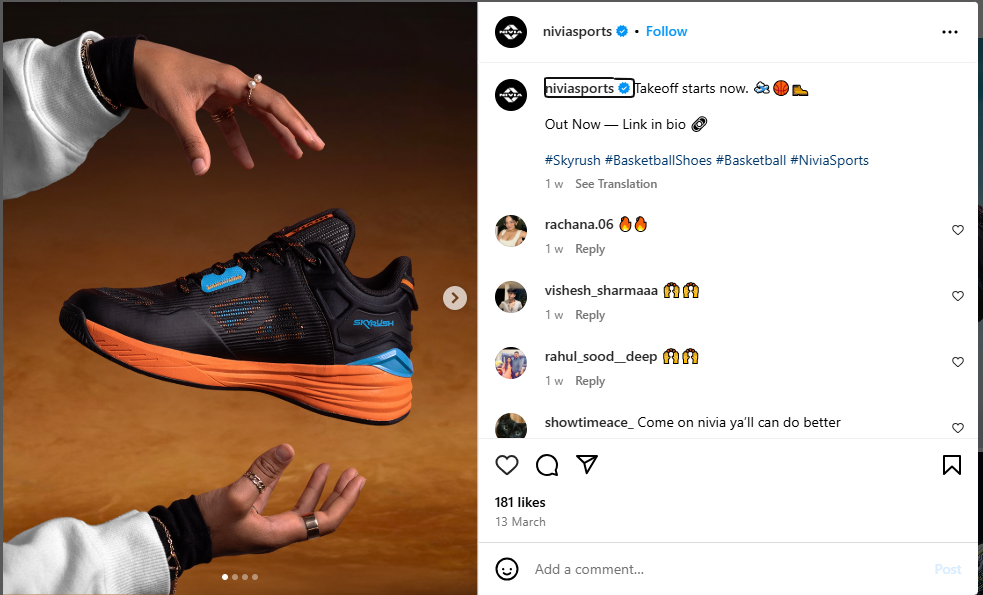 niviasports • Follow
niviasports Takeoff starts now.
Out Now — Link in bio
#Skyrush #BasketballShoes #Basketball #NiviaSports
1 w See Translation
rachana.06
1 w Reply
vishesh_sharmaaa
1 w Reply
rahul_sood__deep
1 w Reply
showtimeace_ Come on nivia ya'll can do better
181 likes
13 March
Add a comment...
Post
SKYRUSH
NIVIA
NIVIA